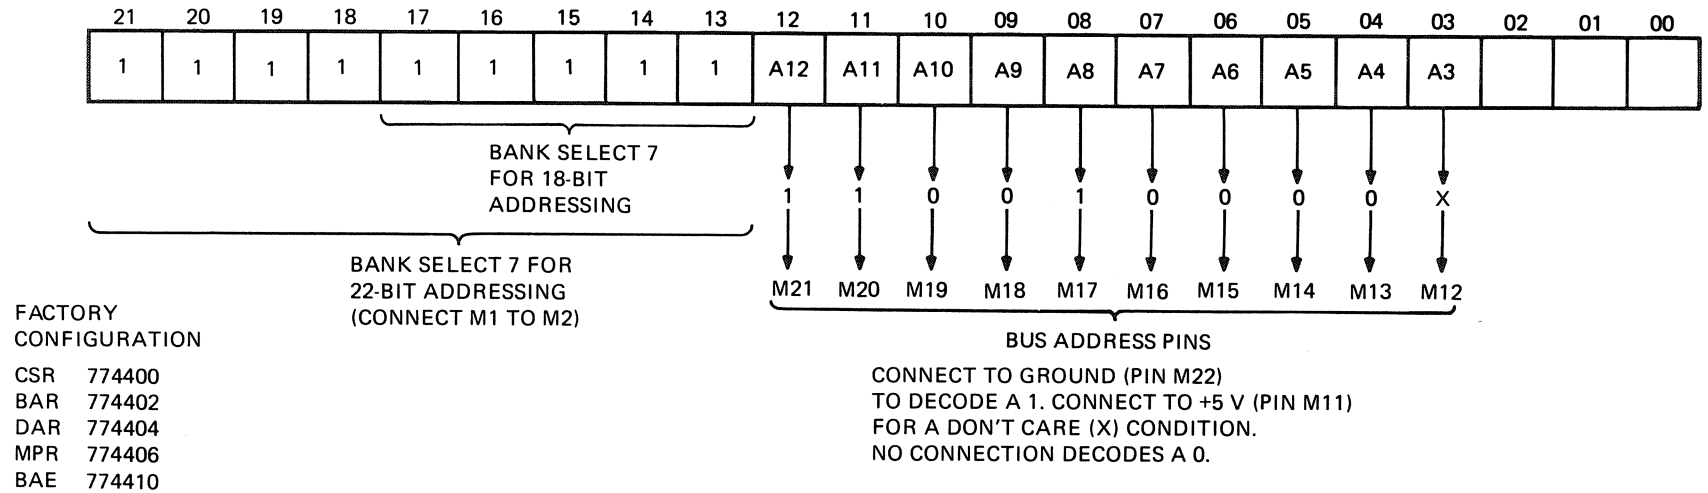 21 20 19 18 17 16 15 14 13 12 11 10 09 08 07 06 05 04 03 02 01 00
1 1 1 1 1 1 1 1 1 A12 A11 A10 A9 A8 A7 A6 A5 A4 A3
BANK SELECT 7
FOR 18-BIT
ADDRESSING
1 1 0 0 1 0 0 0 0 X
BANK SELECT 7 FOR
22-BIT ADDRESSING
(CONNECT M1 TO M2)
M21 M20 M19 M18 M17 M16 M15 M14 M13 M12
BUS ADDRESS PINS
FACTORY
CONFIGURATION
CSR 774400
BAR 774402
DAR 774404
MPR 774406
BAE 774410
CONNECT TO GROUND (PIN M22)
TO DECODE A 1. CONNECT TO +5 V (PIN M11)
FOR A DON'T CARE (X) CONDITION.
NO CONNECTION DECODES A 0.